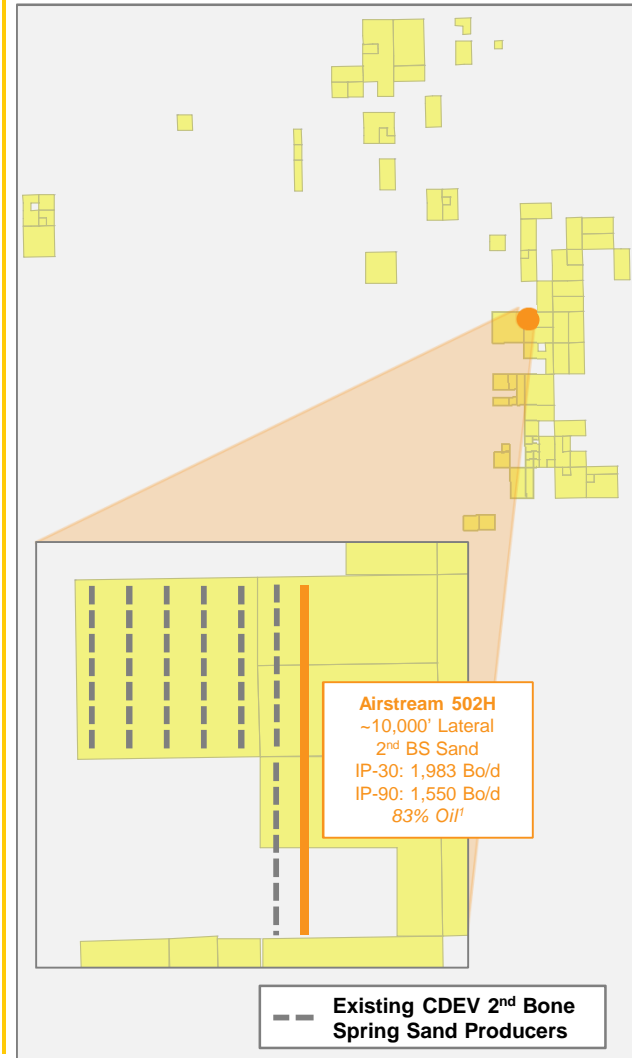 Airstream 502H
~10,000' Lateral
2nd BS Sand
IP-30: 1,983 Bo/d
IP-90: 1,550 Bo/d
83% Oil1
Existing CDEV 2nd Bone
Spring Sand Producers